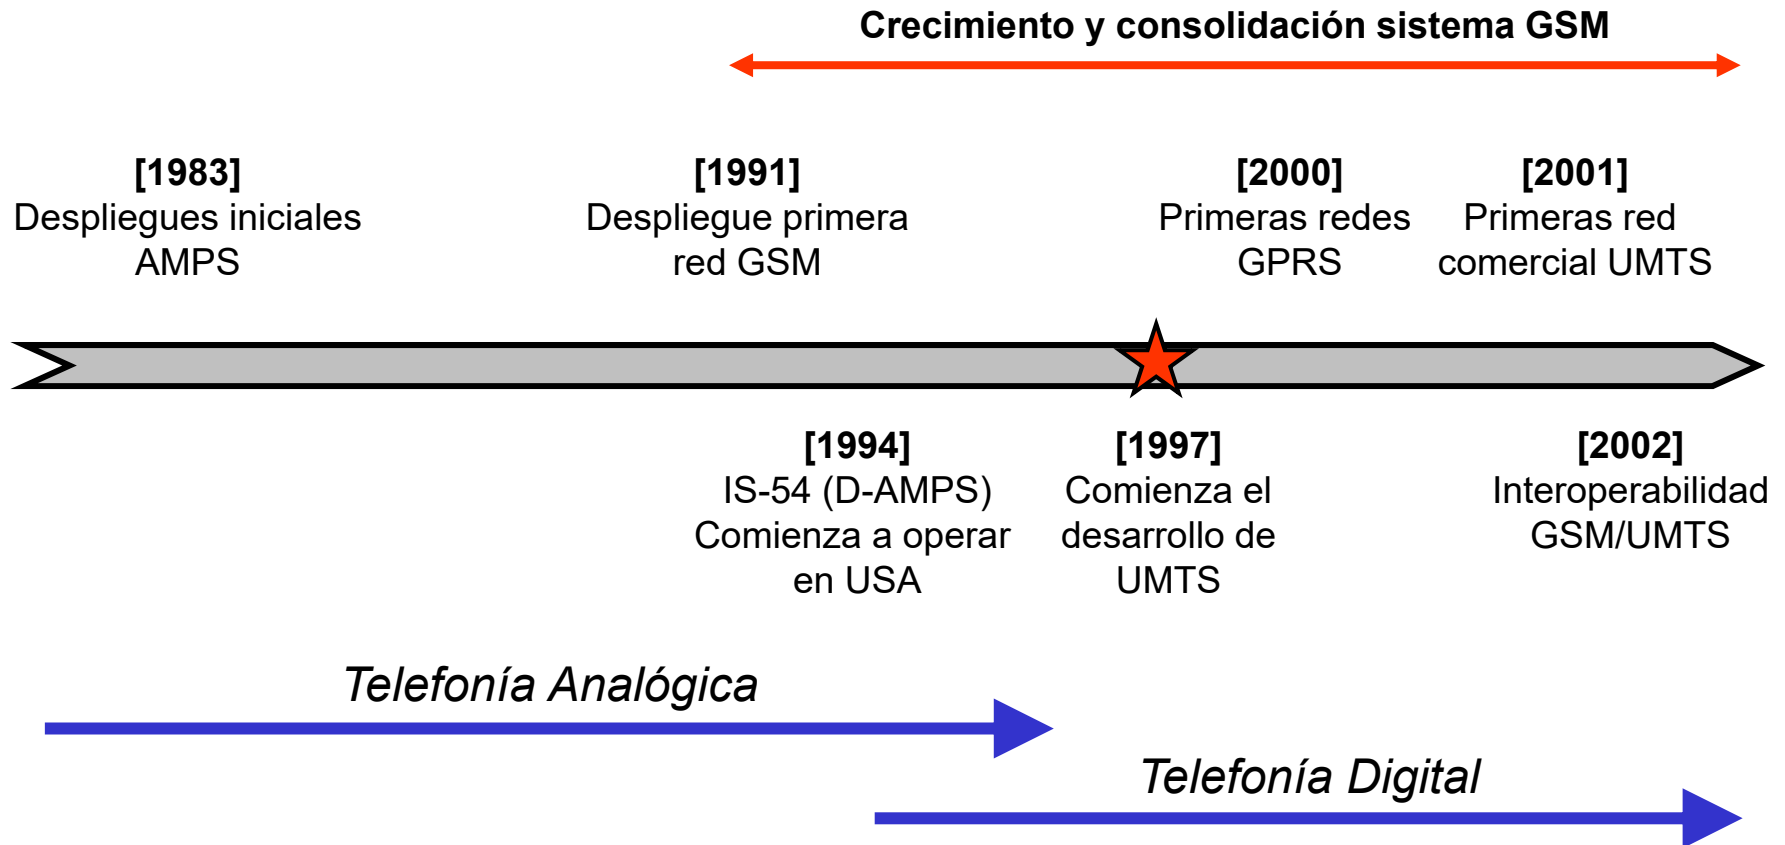 Crecimiento y consolidación sistema GSM
[1983]
Despliegues iniciales
AMPS
[1991]
Despliegue primera
red GSM
[2000]
Primeras redes
GPRS
[2001]
Primeras red
comercial UMTS
[1994]
IS-54 (D-AMPS)
Comienza a operar
en USA
[1997]
Comienza el
desarrollo de
UMTS
[2002]
Interoperabilidad
GSM/UMTS
Telefonía Analógica
Telefonía Digital